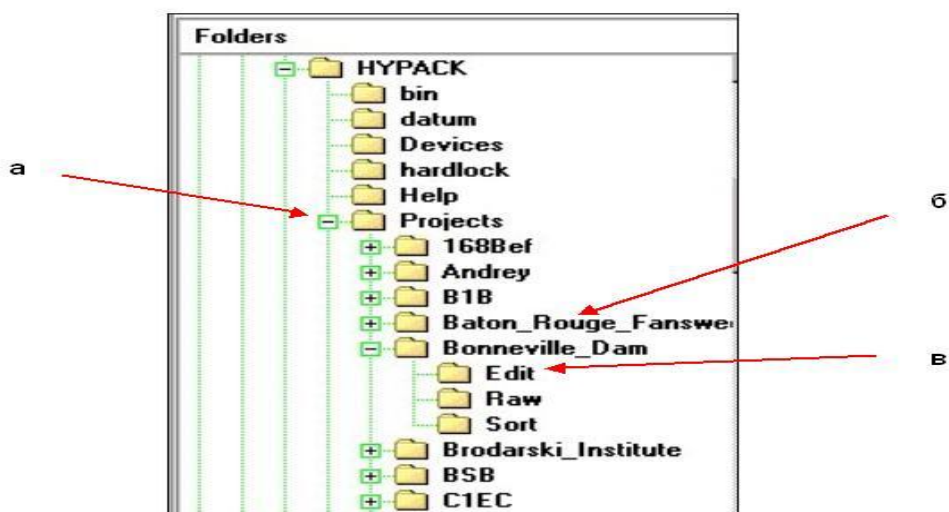 Folders
HYPACK
bin
datum
Devices
hardlock
Help
а
Projects
б
168Bef
Andrey
B1B
Baton_Rouge_Fanswe
Bonneville_Dam
в
Edit
Raw
Sort
Brodarski_Institute
BSB
C1EC